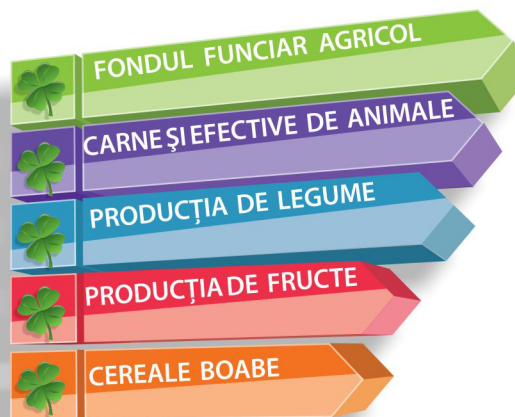 FONDUL FUNCIAR AGRICOL
CARNE ŞI EFECTIVE DE ANIMALE
PRODUCȚIA DE LEGUME
PRODUCȚIA DE FRUCTE
CEREALE BOABE